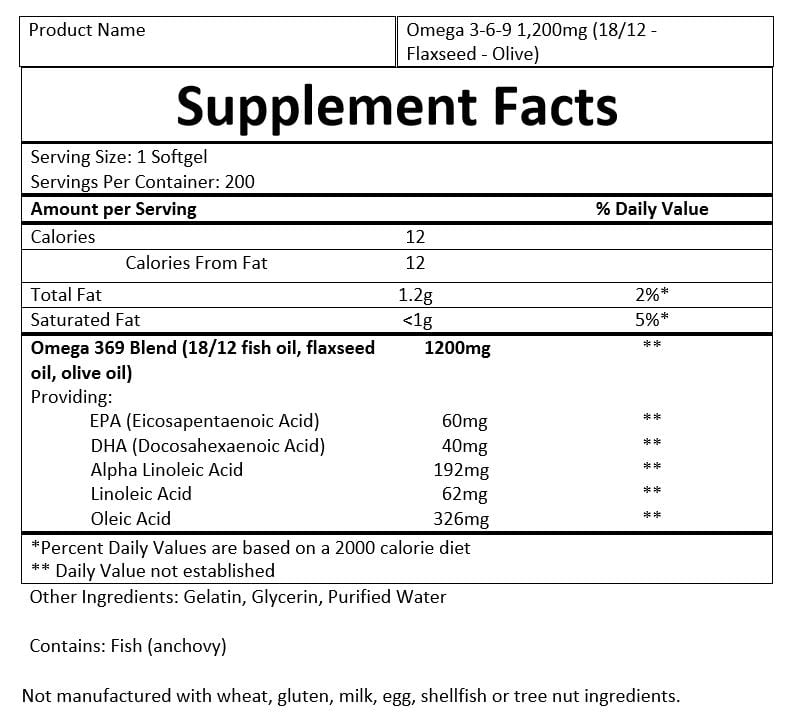 Product Name Omega 3-6-9 1,200mg (18/12 -
Flaxseed - Olive)
Supplement Facts
Serving Size: 1 Softgel
Servings Per Container: 200
Amount per Serving % Daily Value
Calories 12
Calories From Fat 12
Total Fat 1.2g 2%*
Saturated Fat <1g 5%*
Omega 369 Blend (18/12 fish oil, flaxseed 1200mg **
oil, olive oil)
Providing:
EPA (Eicosapentaenoic Acid) 60mg **
DHA (Docosahexaenoic Acid) 40mg **
Alpha Linoleic Acid 192mg **
Linoleic Acid 62mg **
Oleic Acid 326mg **
*Percent Daily Values are based on a 2000 calorie diet
** Daily Value not established
Other Ingredients: Gelatin, Glycerin, Purified Water
Contains: Fish (anchovy)
Not manufactured with wheat, gluten, milk, egg, shellfish or tree nut ingredients.